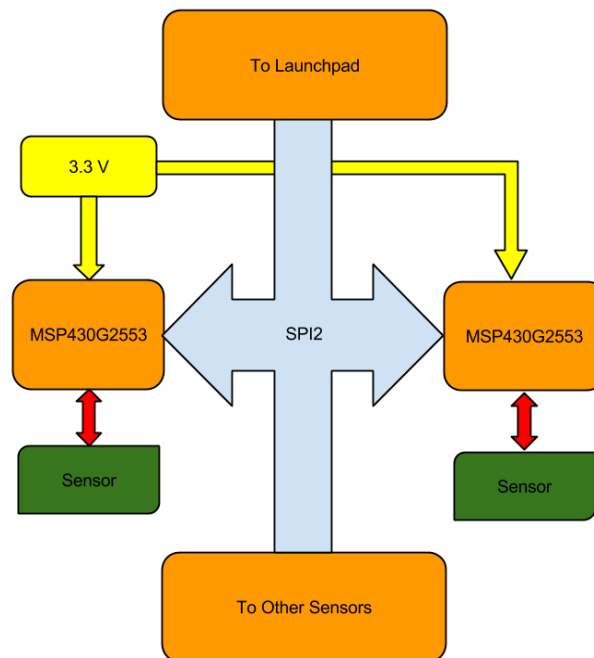 To Launchpad
3.3 V
MSP430G2553
SPI2
MSP430G2553
Sensor
Sensor
To Other Sensors